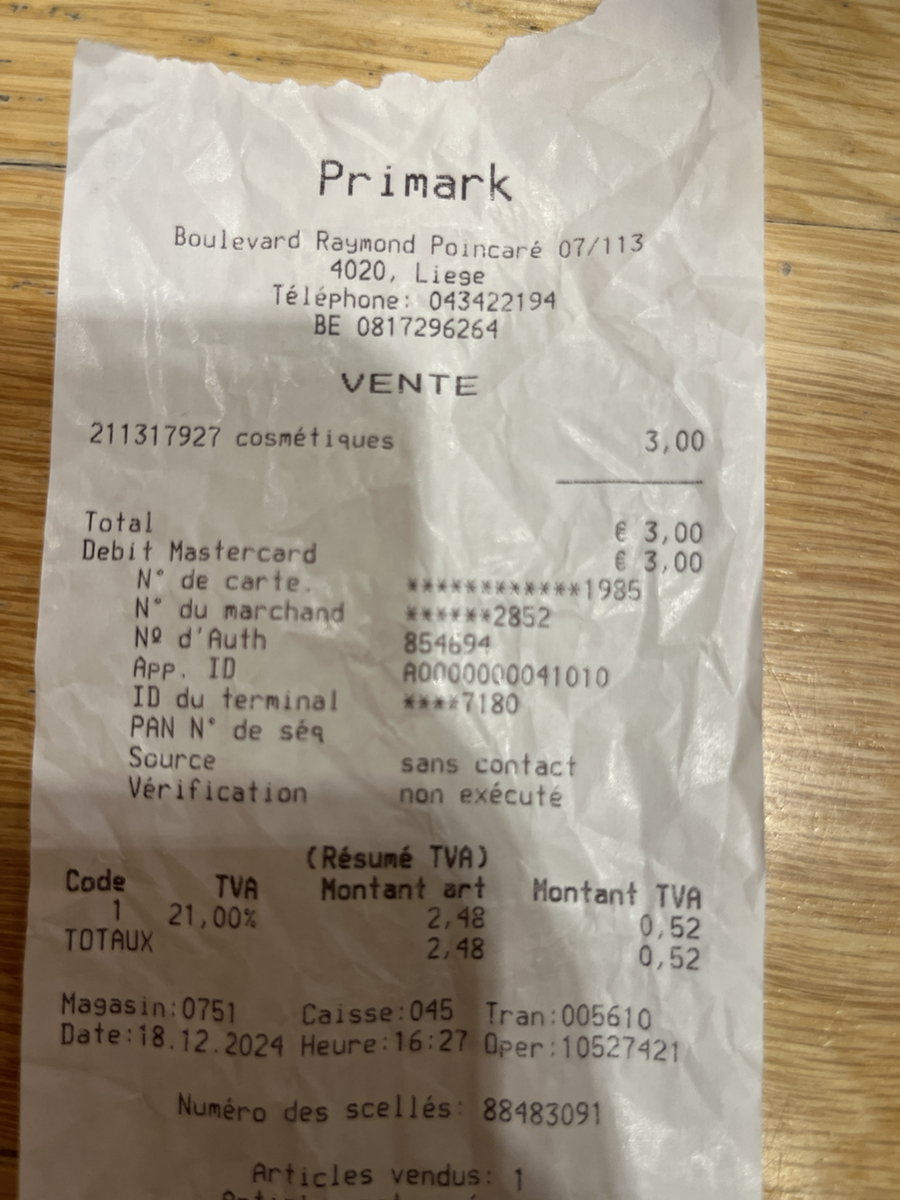 Primark
Boulevard Raymond Poincaré 07/113
4020, Liege
Téléphone: 043422194
BE 0817296264
VENTE
211317927 cosmétiques 3,00
Total € 3,00
Debit Mastercard € 3,00
N° de carte. ************1985
N° du marchand ******2852
Nº d'Auth 854694
App. ID A0000000041010
ID du terminal ****7180
PAN N° de séq
Source sans contact
Vérification non exécuté
(Résumé TVA)
Code TVA Montant art Montant TVA
1 21,00% 2,48 0,52
TOTAUX 2,48 0,52
Magasin:0751 Caisse:045 Tran:005610
Date:18.12.2024 Heure:16:27 Oper:10527421
Numéro des scellés: 88483091
Articles vendus: 1